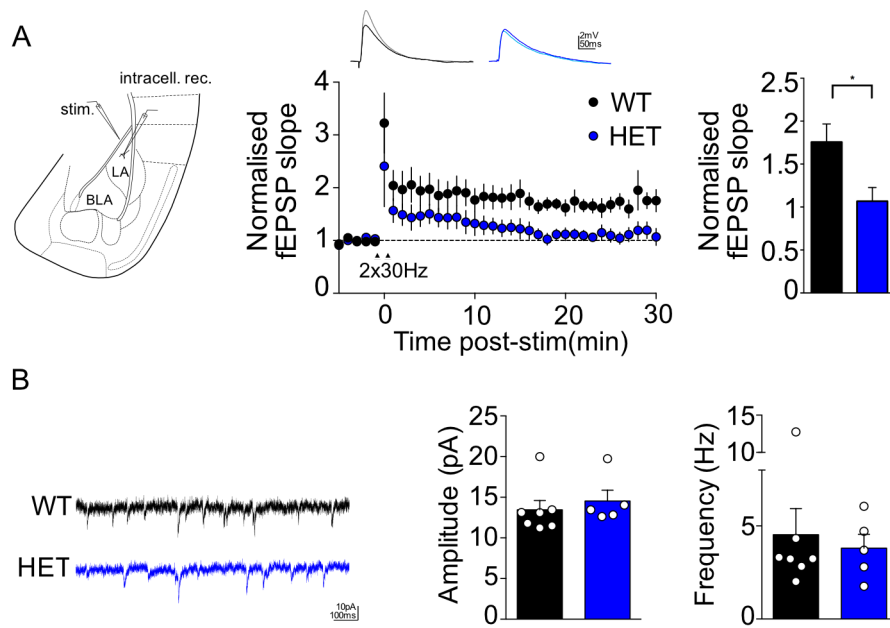 A
intracell. rec.
stim.
LA
BLA
2mV
50ms
Normalised
fEPSP slope
4
3
2
1
0
WT
HET
2x30Hz
0
10
20
30
Time post-stim(min)
Normalised
fEPSP slope
2.5
2
1.5
1
0.5
0
*
B
WT
HET
10pA
100ms
Amplitude (pA)
25
20
15
10
5
0
Frequency (Hz)
15
10
5
0